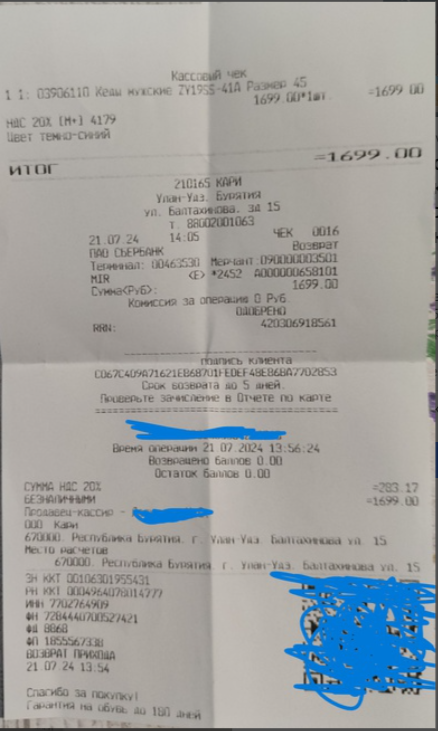 Кассовый чек
1 1: 03906110 Кеды мужские ZY19SS-41A Размер 45
1699.00*1шт. =1699.00
НДС 20% (М+) 4179
Цвет темно-синий
ИТОГ =1699.00
210165 КАРИ
Улан-Удэ, Бурятия
ул. Балтахинова, зд 15
т. 88002001063
21.07.24 14:05 ЧЕК 0016
ПАО СБЕРБАНК Возврат
Терминал: 00463530 Мерчант:090000003501
MIR <E> *2452 A000000658101
Сумма<Руб>: 1699.00
Комиссия за операцию 0 Руб.
ОДОБРЕНО
RRN: 420306918561
подпись клиента
Срок возврата до 5 дней.
Проверьте зачисление в Отчете по карте
Время операции 21.07.2024 13:56:24
Возвращено баллов 0.00
Остаток баллов 0.00
СУММА НДС 20% =283.17
БЕЗНАЛИЧНЫМИ =1699.00
Продавец-кассир -
ООО Кари
670000, Республика Бурятия, г. Улан-Удэ, Балтахинова ул, 15
Место расчетов
670000, Республика Бурятия, г. Улан-Удэ, Балтахинова ул, 15
ЗН ККТ 00106301955431
РН ККТ 0004964078014777
ИНН 7702764909
ФН 7284440700527421
ФД 8868
ФП 1855567338
ВОЗВРАТ ПРИХОДА
21.07.24 13:54
Спасибо за покупку!
Гарантия на обувь до 180 дней